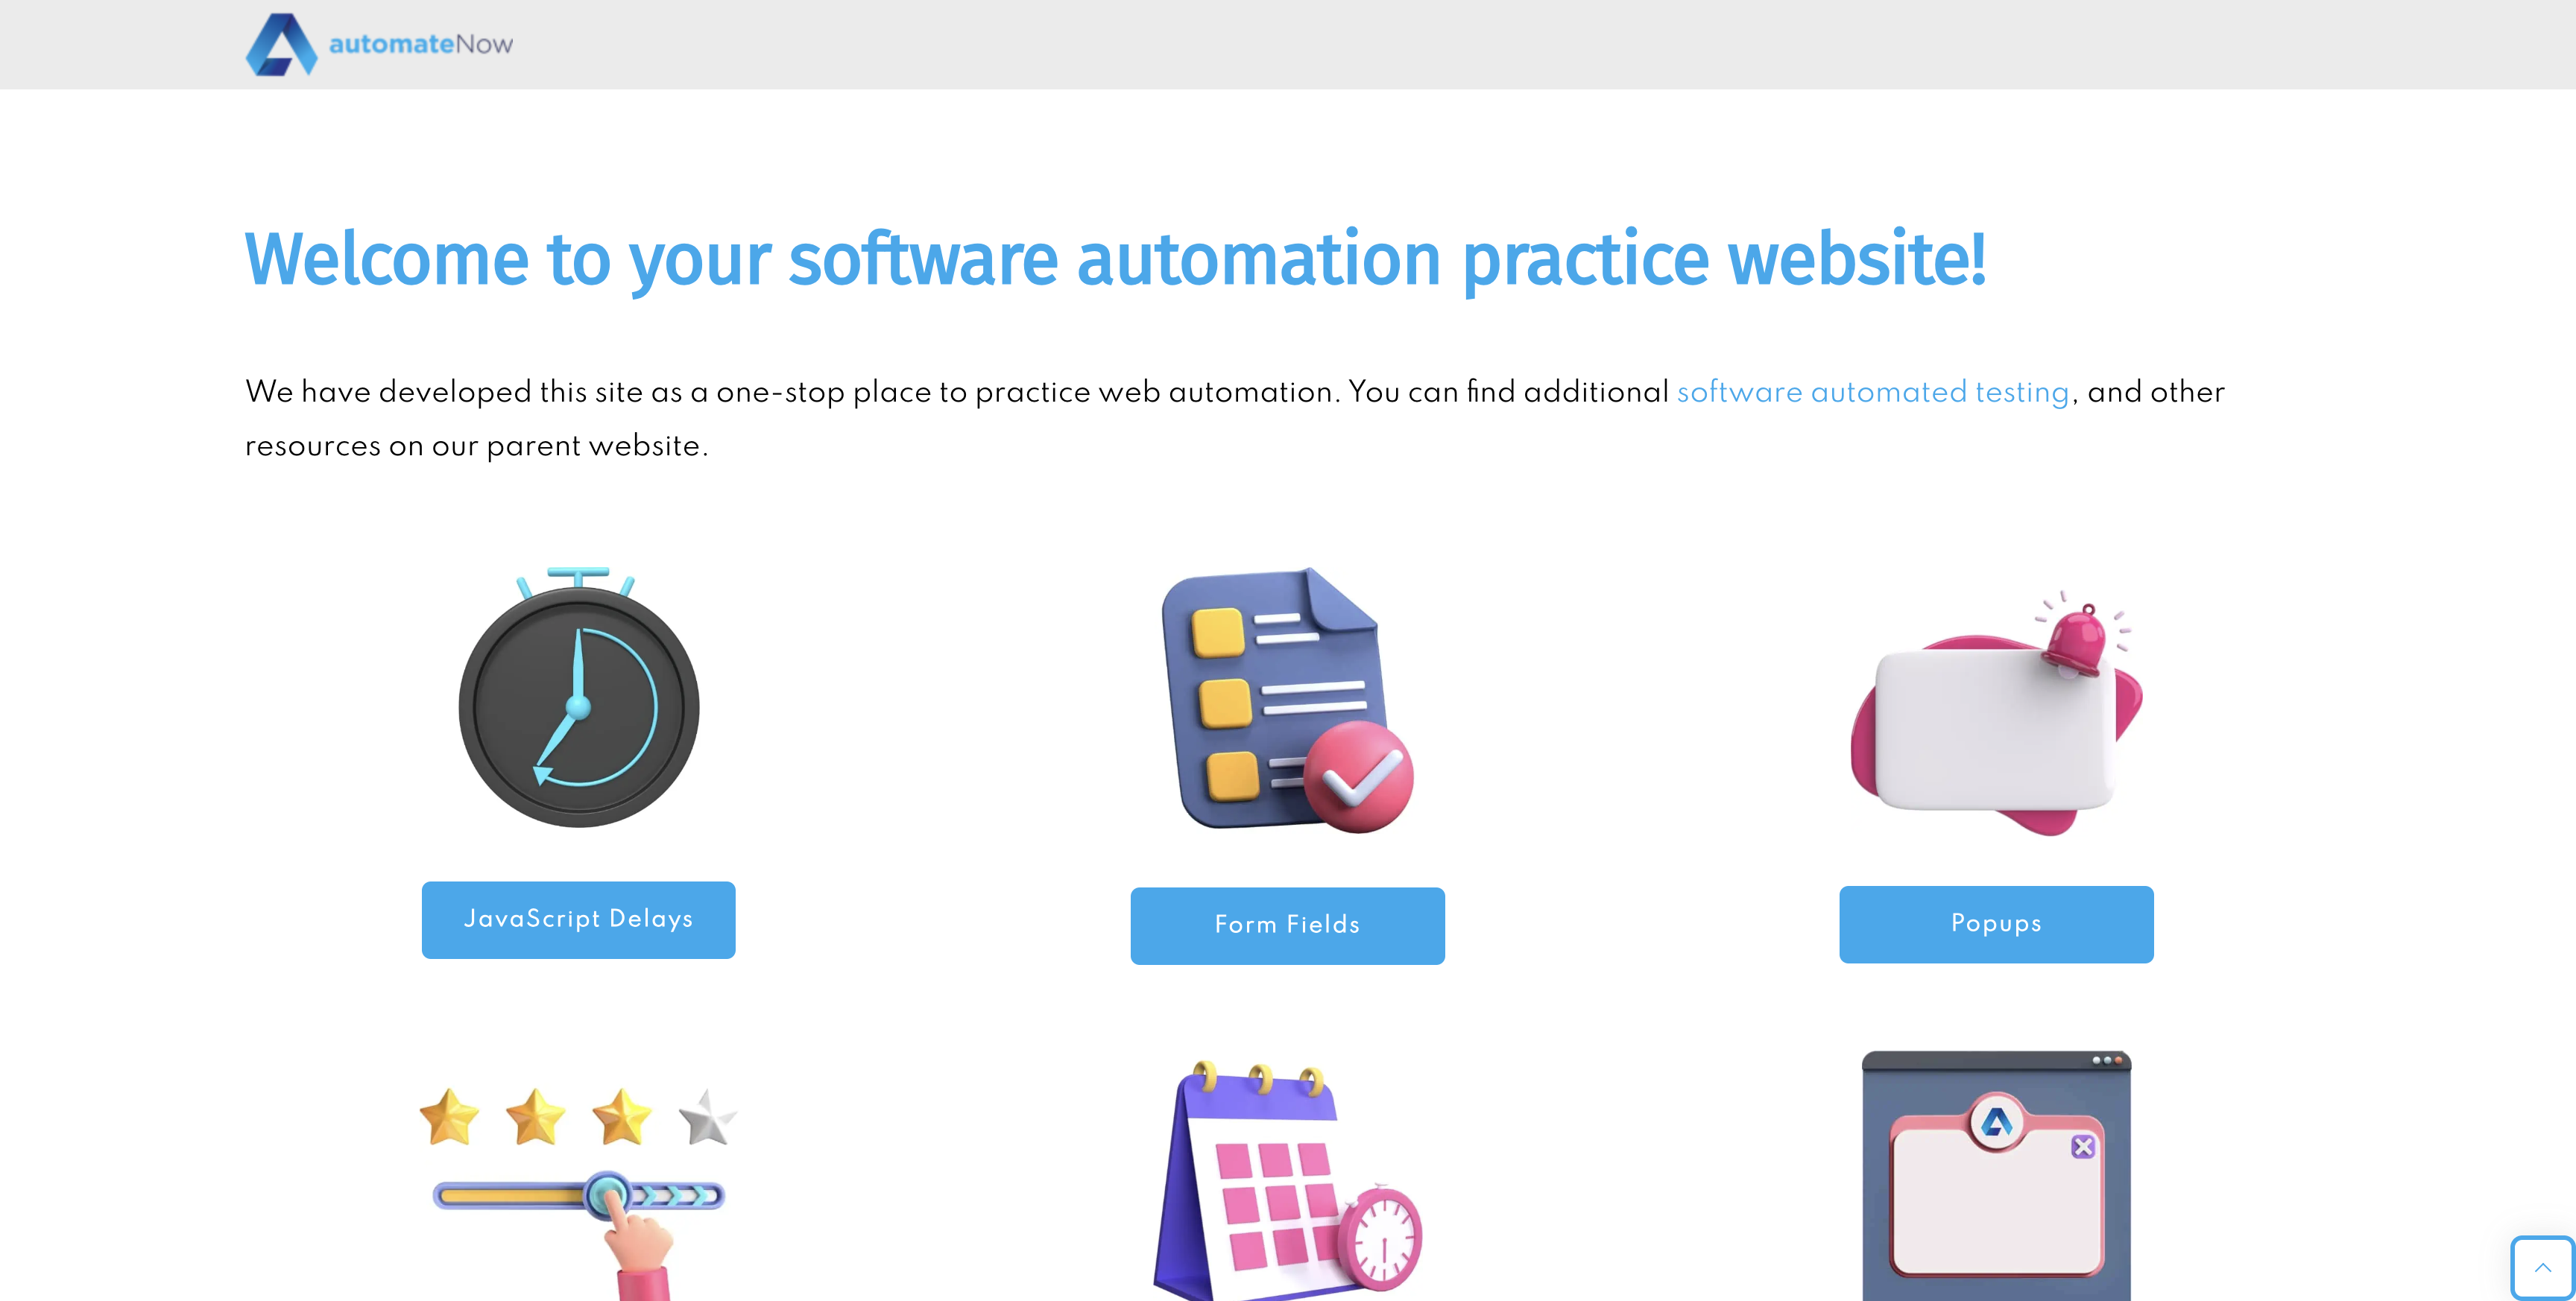 automateNow
Welcome to your software automation practice website!
We have developed this site as a one-stop place to practice web automation. You can find additional software automated testing, and other
resources on our parent website.
JavaScript Delays
Form Fields
Popups